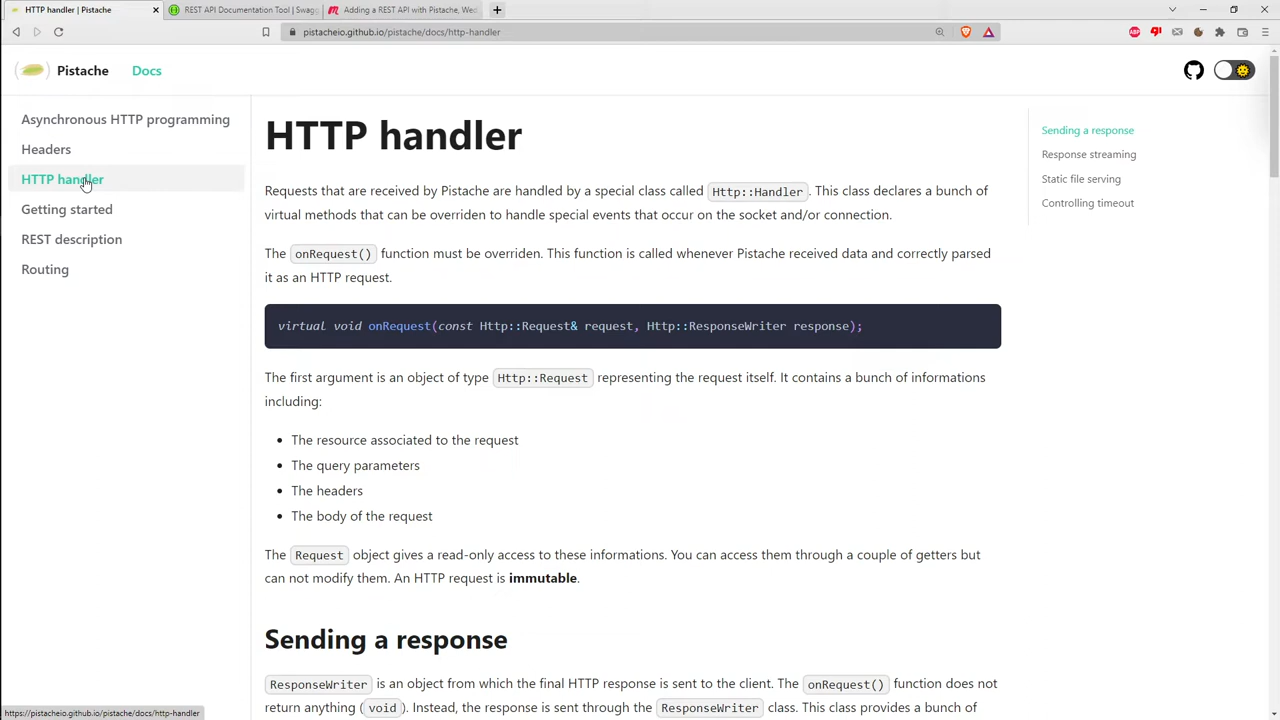 HTTP handler | Pistache
REST API Documentation Tool | Swagg
Adding a REST API with Pistache, Wes
pistacheio.github.io/pistache/docs/http-handler
Pistache
Docs
Asynchronous HTTP programming
Headers
HTTP handler
Getting started
REST description
Routing
HTTP handler
Requests that are received by Pistache are handled by a special class called Http::Handler. This class declares a bunch of
virtual methods that can be overriden to handle special events that occur on the socket and/or connection.
The onRequest() function must be overriden. This function is called whenever Pistache received data and correctly parsed
it as an HTTP request.
virtual void onRequest(const Http::Request& request, Http::ResponseWriter response);
The first argument is an object of type Http::Request representing the request itself. It contains a bunch of informations
including:
• The resource associated to the request
• The query parameters
• The headers
• The body of the request
The Request object gives a read-only access to these informations. You can access them through a couple of getters but
can not modify them. An HTTP request is immutable.
Sending a response
ResponseWriter is an object from which the final HTTP response is sent to the client. The onRequest() function does not
return anything (void). Instead, the response is sent through the ResponseWriter class. This class provides a bunch of
Sending a response
Response streaming
Static file serving
Controlling timeout
https://pistacheio.github.io/pistache/docs/http-handler